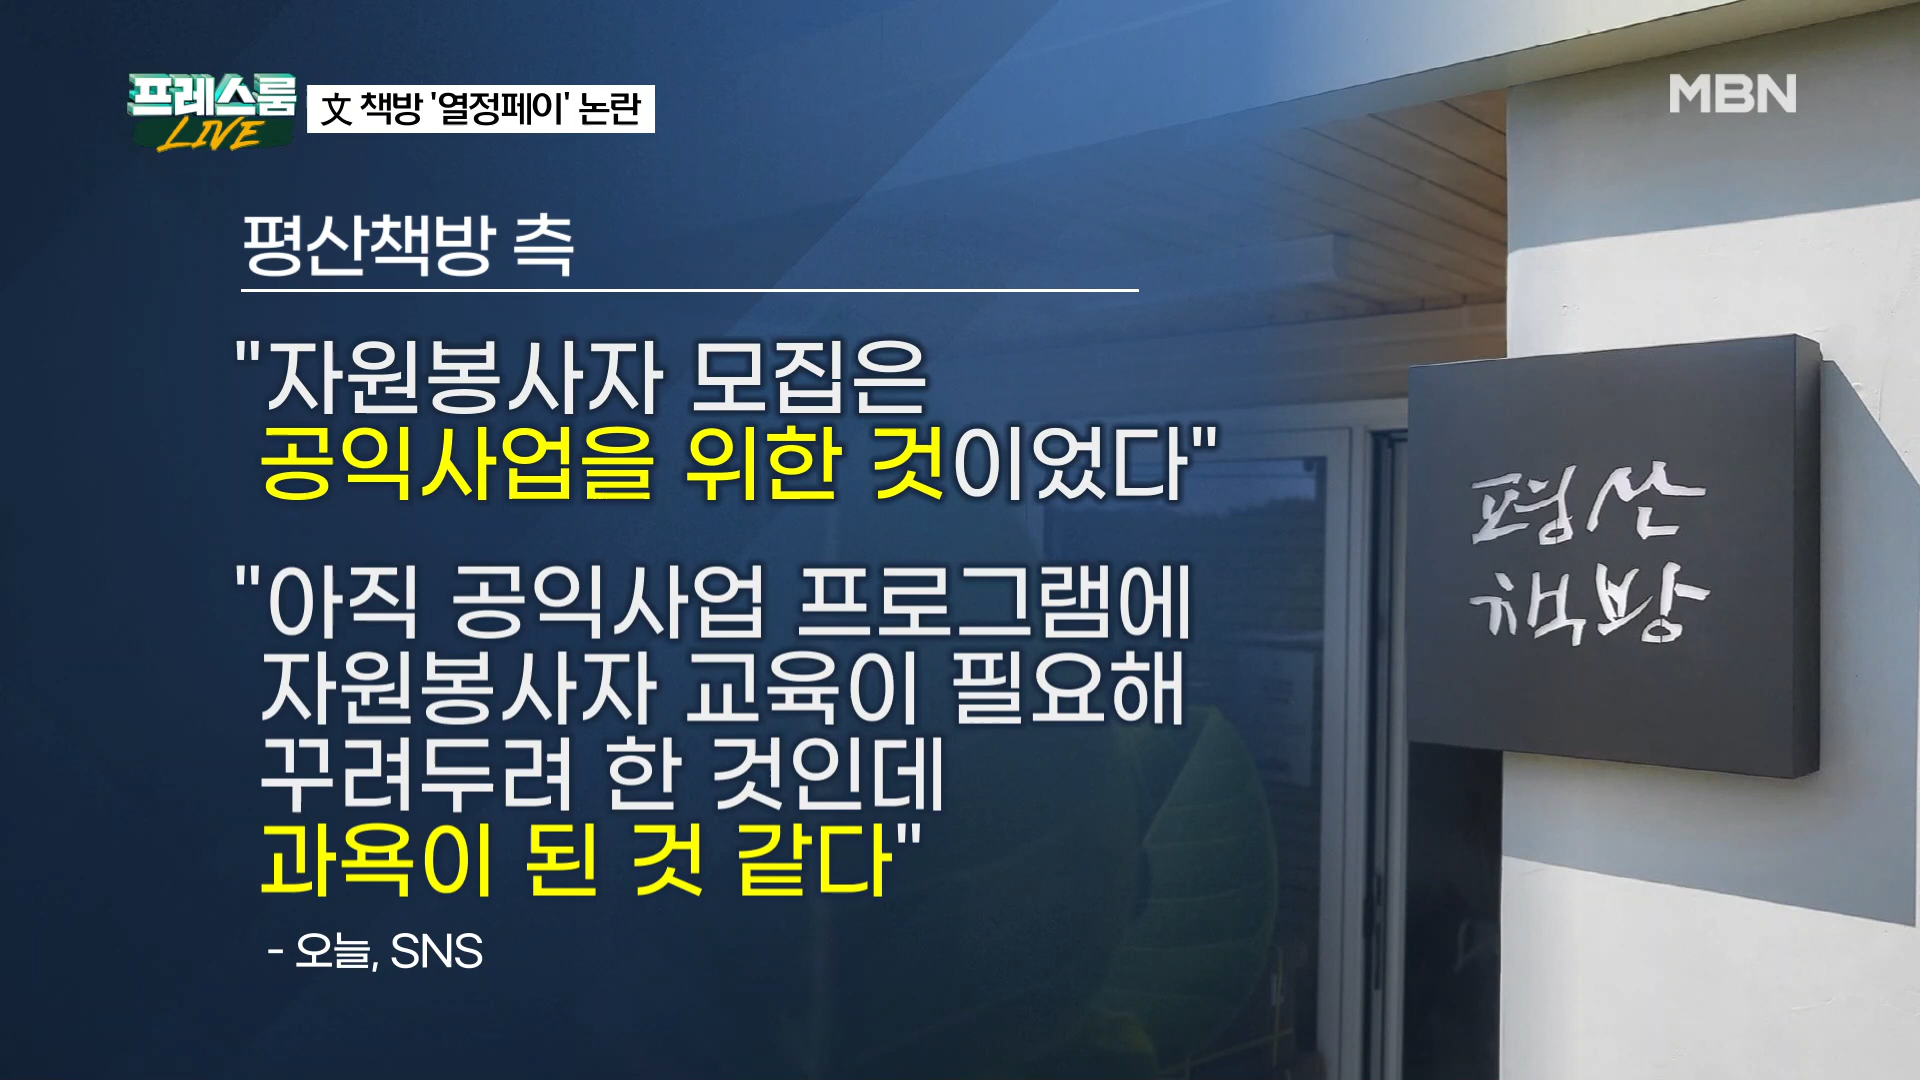 프레스룸
LIVE
文 책방 '열정페이' 논란
MBN
평산책방 측
"자원봉사자 모집은
공익사업을 위한 것이었다"
"아직 공익사업 프로그램에
자원봉사자 교육이 필요해
꾸려두려 한 것인데
과욕이 된 것 같다"
- 오늘, SNS
평산
책방